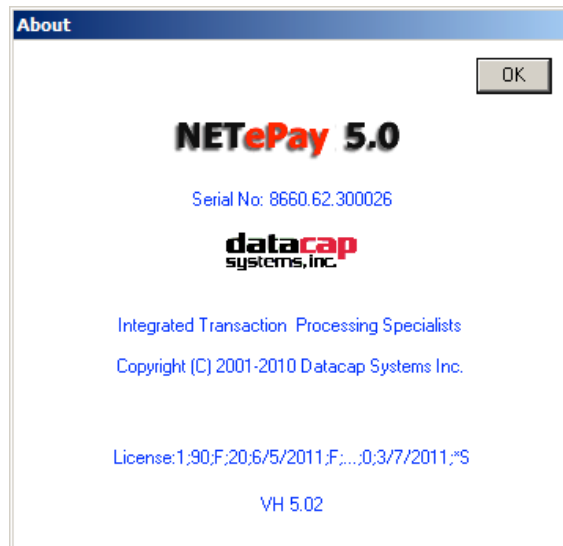 About
OK
NETePay 5.0
Serial No: 8660.62.300026
datacap
systems,inc.
Integrated Transaction Processing Specialists
Copyright (C) 2001-2010 Datacap Systems Inc.
License:1;90;F;20;6/5/2011;F;...;0;3/7/2011;*S
VH 5.02